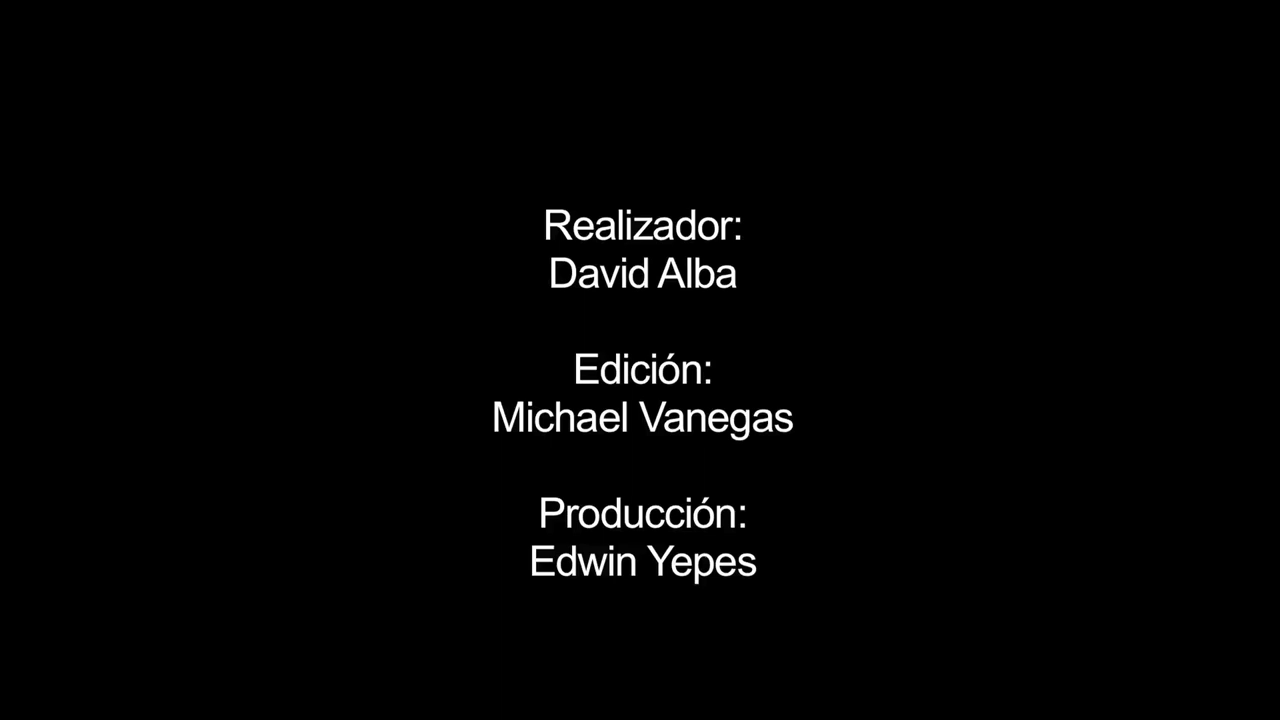 Realizador:
David Alba
Edición:
Michael Vanegas
Producción:
Edwin Yepes